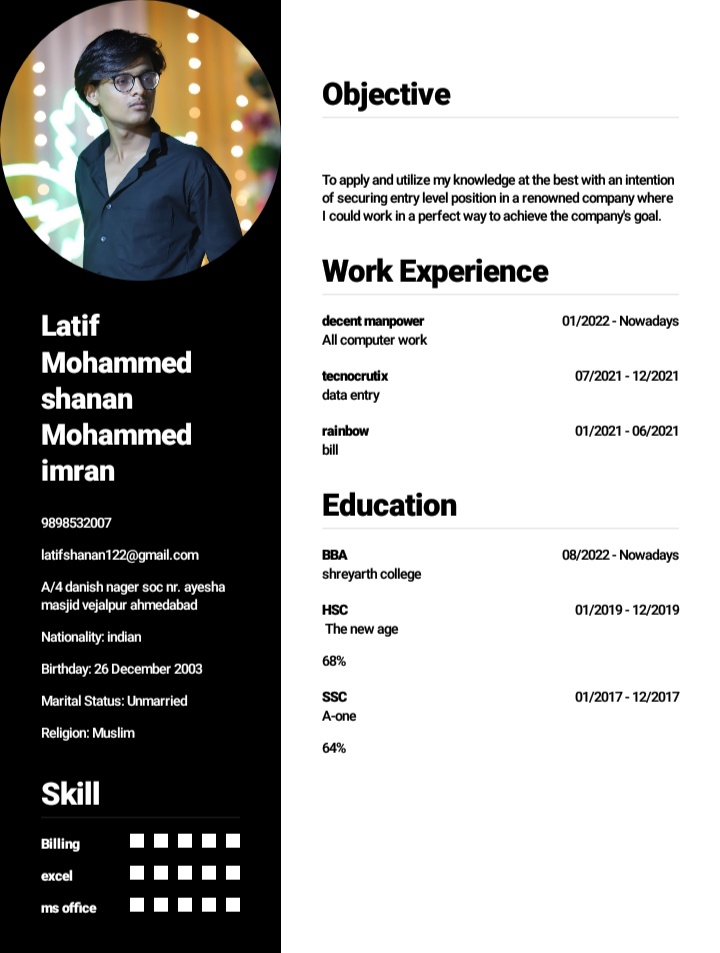 Latif
Mohammed
shanan
Mohammed
imran
9898532007
latifshanan122@gmail.com
A/4 danish nager soc nr. ayesha
masjid vejalpur ahmedabad
Nationality: indian
Birthday: 26 December 2003
Marital Status: Unmarried
Religion: Muslim
Skill
Billing
excel
ms office
Objective
To apply and utilize my knowledge at the best with an intention
of securing entry level position in a renowned company where
I could work in a perfect way to achieve the company's goal.
Work Experience
decent manpower 01/2022 - Nowadays
All computer work
tecnocrutix 07/2021 - 12/2021
data entry
rainbow 01/2021 - 06/2021
bill
Education
BBA 08/2022 - Nowadays
shreyarth college
HSC 01/2019 - 12/2019
The new age
68%
SSC 01/2017 - 12/2017
A-one
64%